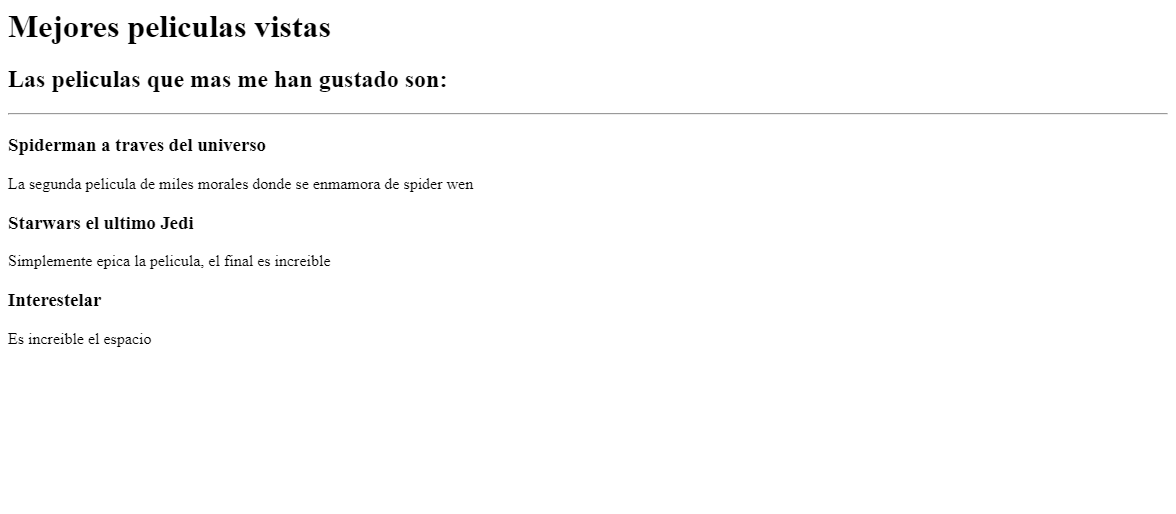 Mejores peliculas vistas
Las peliculas que mas me han gustado son:
Spiderman a traves del universo
La segunda pelicula de miles morales donde se enmamora de spider wen
Starwars el ultimo Jedi
Simplemente epica la pelicula, el final es increible
Interestelar
Es increible el espacio